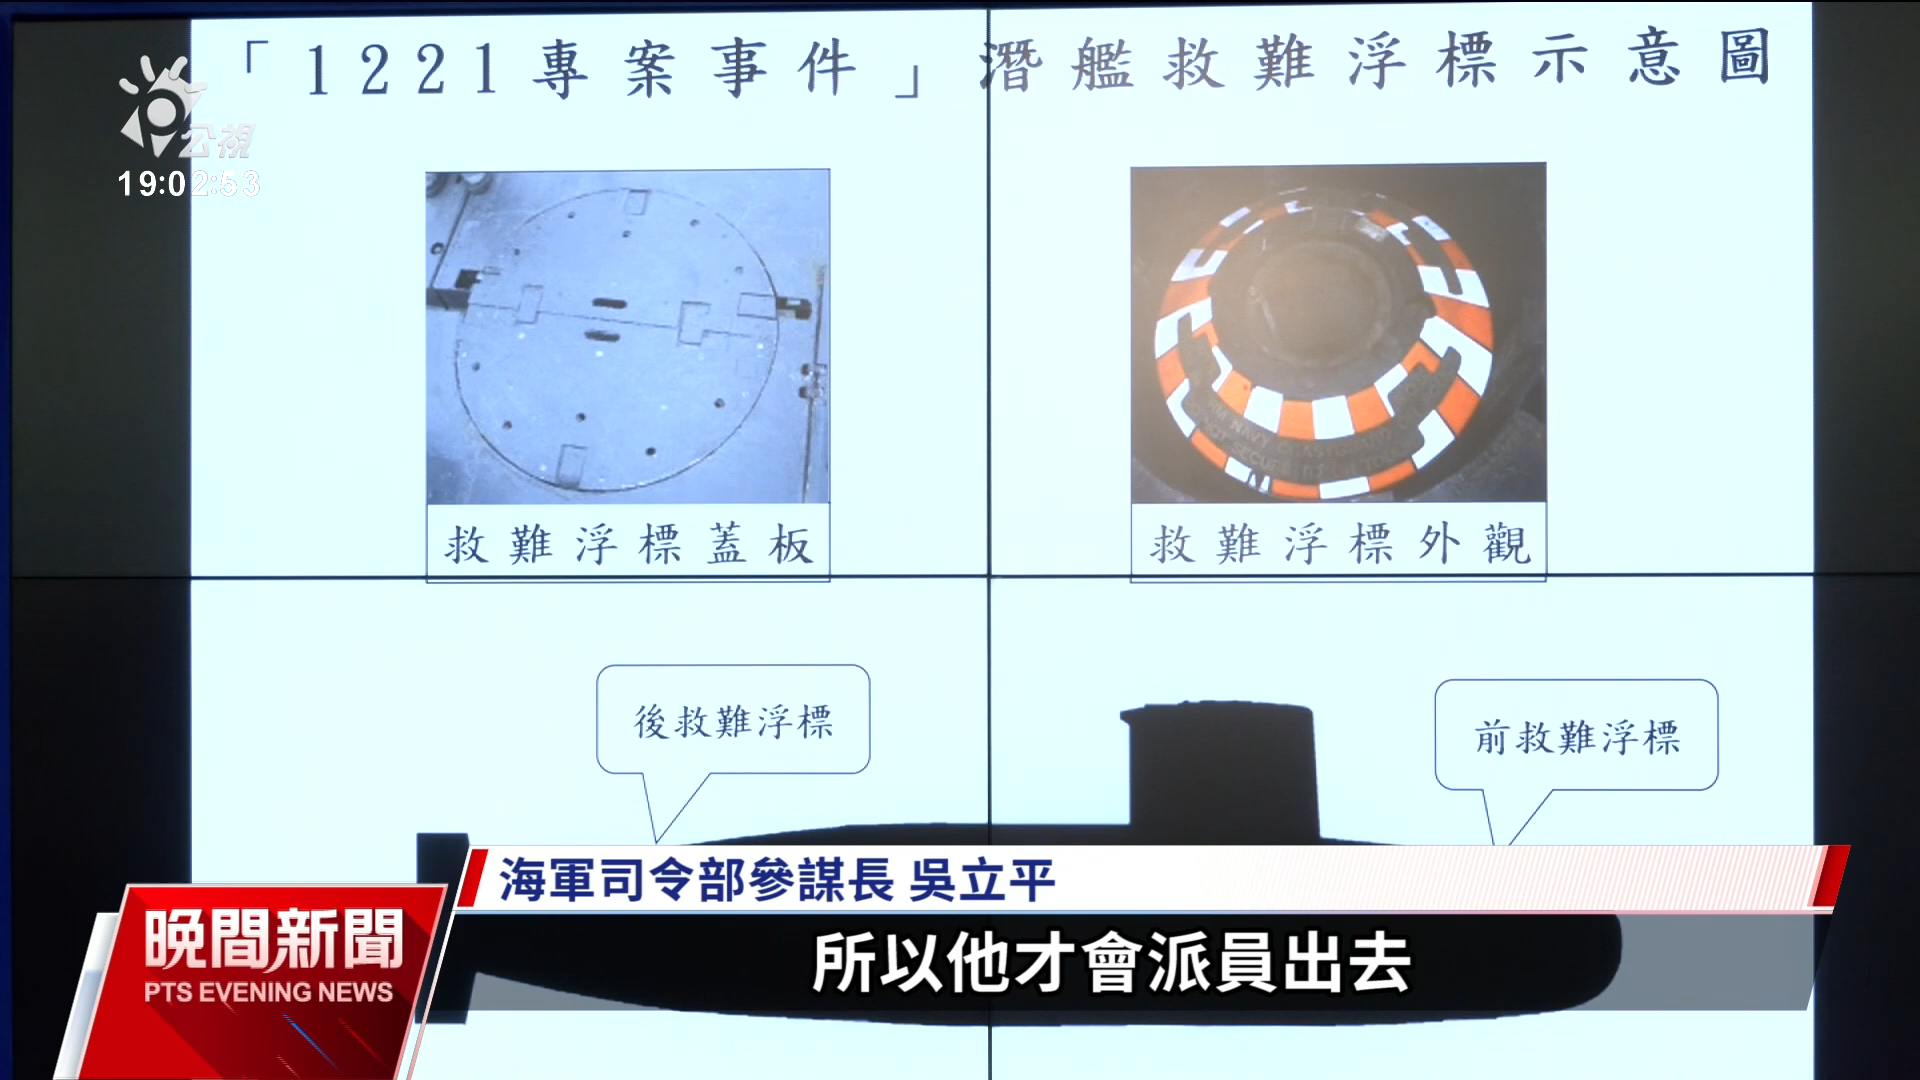 「1221專案事件」潛艦救難浮標示意圖
公視
19:02:53
救難浮標蓋板
救難浮標外觀
後救難浮標
前救難浮標
海軍司令部參謀長 吳立平
晚間新聞
PTS EVENING NEWS
所以他才會派員出去